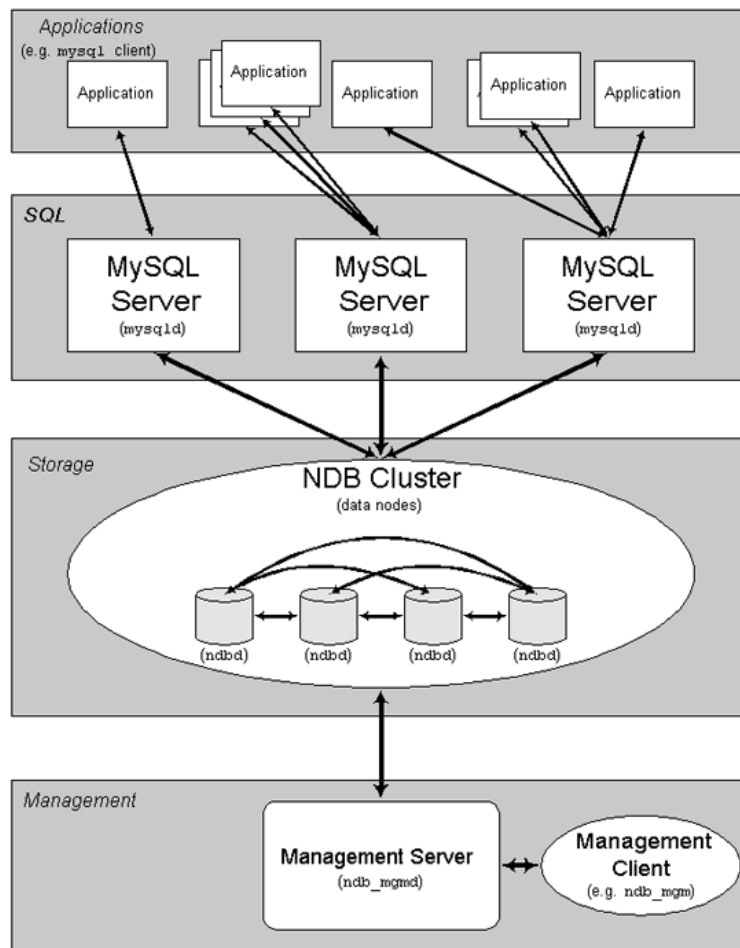 Applications
(e.g. mysql client)
Application
Application
Application
Application
Application
SQL
MySQL
Server
(mysqld)
MySQL
Server
(mysqld)
MySQL
Server
(mysqld)
Storage
NDB Cluster
(data nodes)
(ndbd)
(ndbd)
(ndbd)
(ndbd)
Management
Management Server
(ndb_mgmd)
Management
Client
(e.g. ndb_mgm)